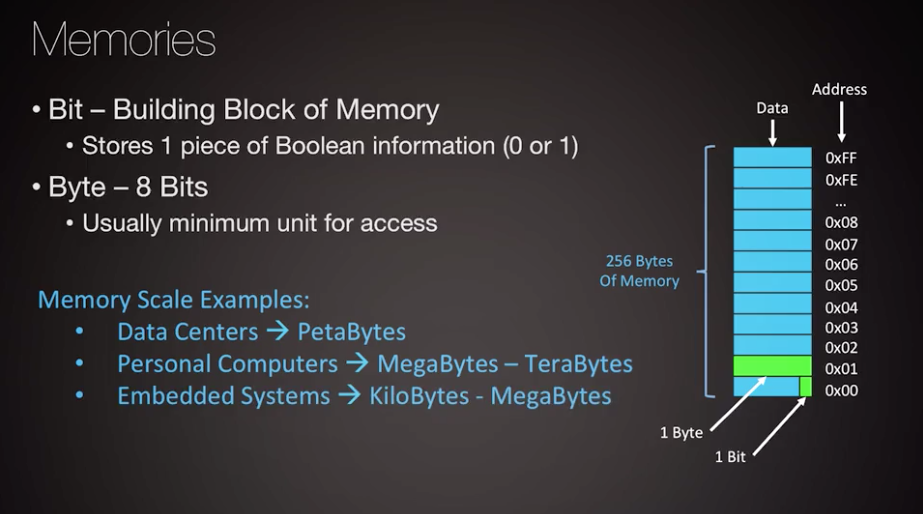 Memories
• Bit – Building Block of Memory
• Stores 1 piece of Boolean information (0 or 1)
• Byte – 8 Bits
• Usually minimum unit for access
Memory Scale Examples:
• Data Centers → PetaBytes
• Personal Computers → MegaBytes – TeraBytes
• Embedded Systems → KiloBytes - MegaBytes
Address
Data
0xFF
0xFE
...
0x08
0x07
0x06
0x05
0x04
0x03
0x02
0x01
0x00
256 Bytes
Of Memory
1 Byte
1 Bit